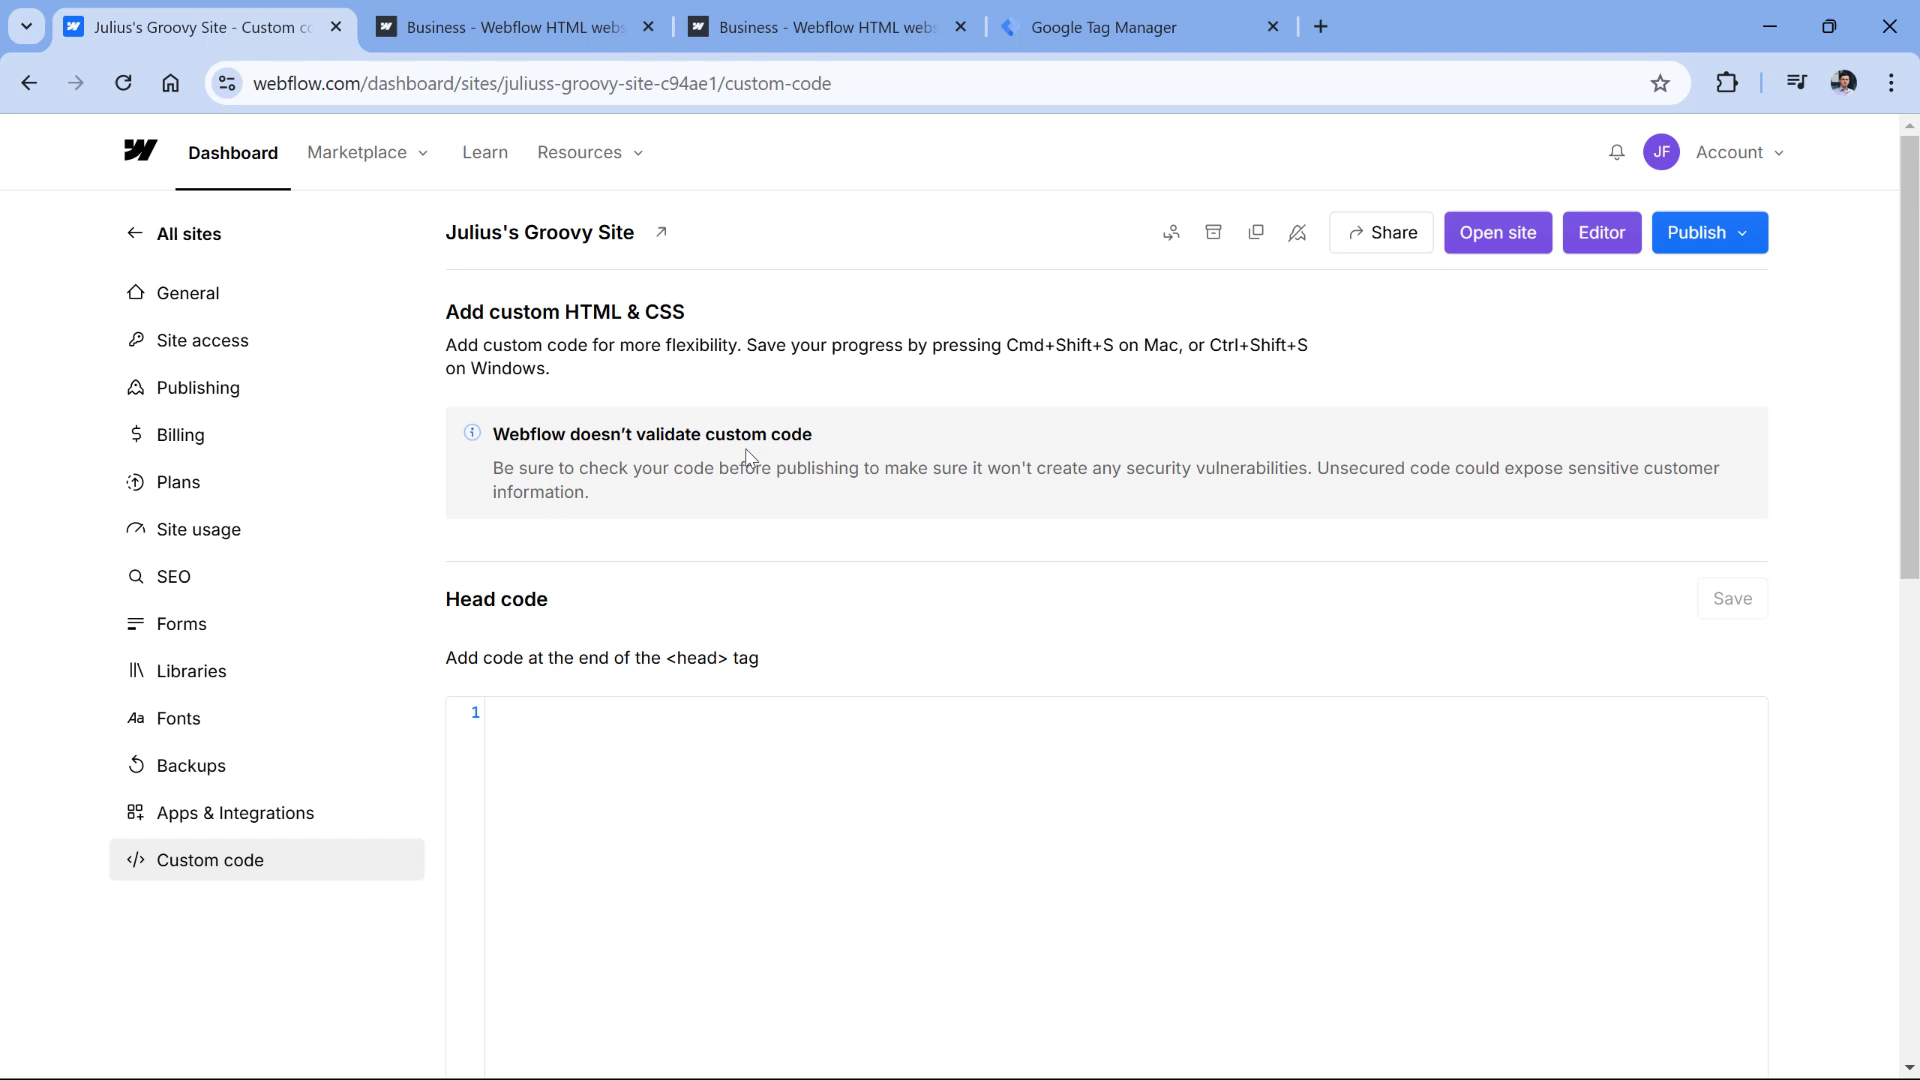 Julius's Groovy Site - Custom co
Business - Webflow HTML webs
Business - Webflow HTML webs
Google Tag Manager
webflow.com/dashboard/sites/juliuss-groovy-site-c94ae1/custom-code
Dashboard
Marketplace
Learn
Resources
JF
Account
All sites
General
Site access
Publishing
Billing
Plans
Site usage
SEO
Forms
Libraries
Aa Fonts
Backups
Apps & Integrations
</> Custom code
Julius's Groovy Site
Share
Open site
Editor
Publish
Add custom HTML & CSS
Add custom code for more flexibility. Save your progress by pressing Cmd+Shift+S on Mac, or Ctrl+Shift+S
on Windows.
Webflow doesn't validate custom code
Be sure to check your code before publishing to make sure it won't create any security vulnerabilities. Unsecured code could expose sensitive customer
information.
Head code
Save
Add code at the end of the <head> tag
1